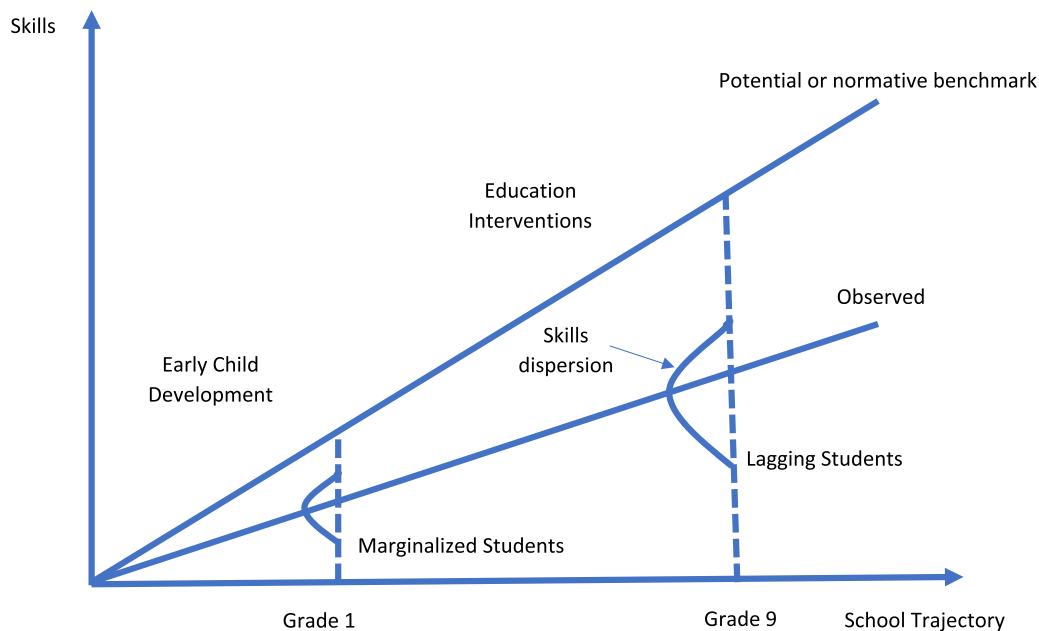 Skills
Potential or normative benchmark
Education
Interventions
Observed
Skills
dispersion
Early Child
Development
Lagging Students
Marginalized Students
Grade 1
Grade 9
School Trajectory